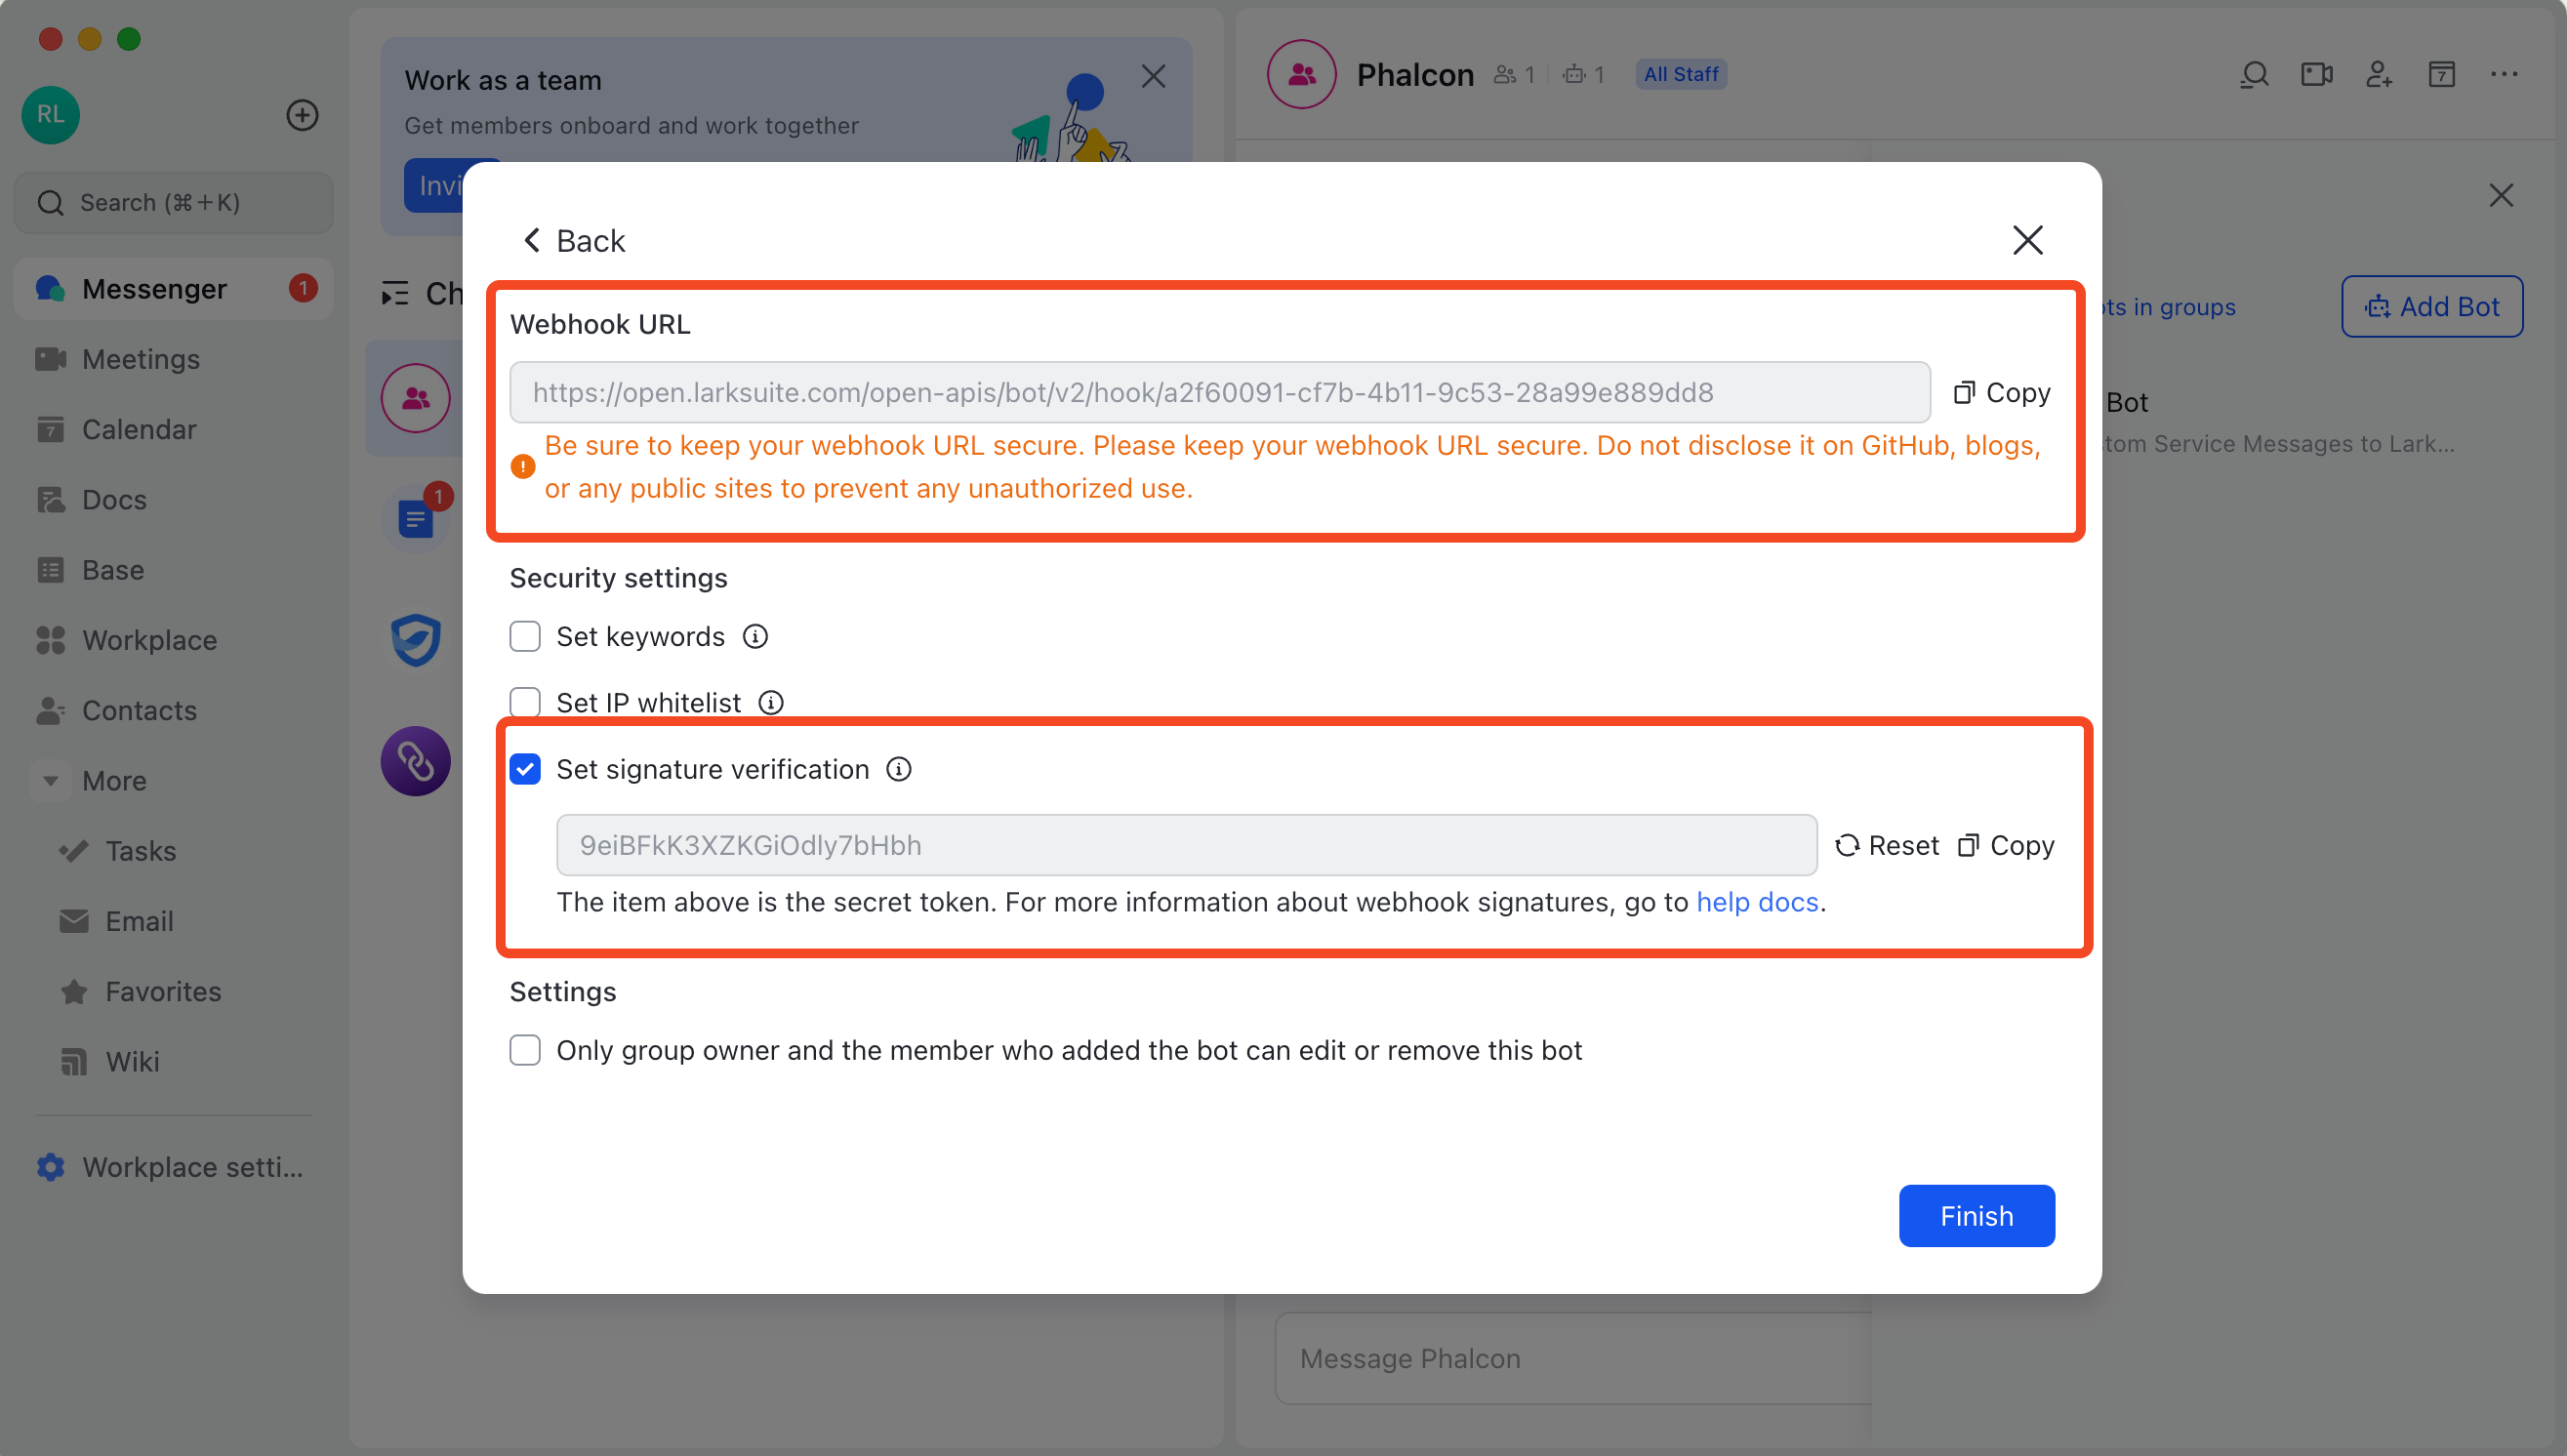 RL
Search (⌘+K)
Messenger
1
Meetings
7
Calendar
Docs
Base
Workplace
Contacts
More
Tasks
Email
Favorites
Wiki
Workplace setti...
Work as a team
Get members onboard and work together
Invi
Ch
1
Phalcon
1
1
All Staff
7
ts in groups
Add Bot
Bot
tom Service Messages to Lark...
Message Phalcon
Back
Webhook URL
https://open.larksuite.com/open-apis/bot/v2/hook/a2f60091-cf7b-4b11-9c53-28a99e889dd8
Copy
Be sure to keep your webhook URL secure. Please keep your webhook URL secure. Do not disclose it on GitHub, blogs,
or any public sites to prevent any unauthorized use.
Security settings
Set keywords
Set IP whitelist
Set signature verification
9eiBFkK3XZKGiOdly7bHbh
Reset
Copy
The item above is the secret token. For more information about webhook signatures, go to help docs.
Settings
Only group owner and the member who added the bot can edit or remove this bot
Finish